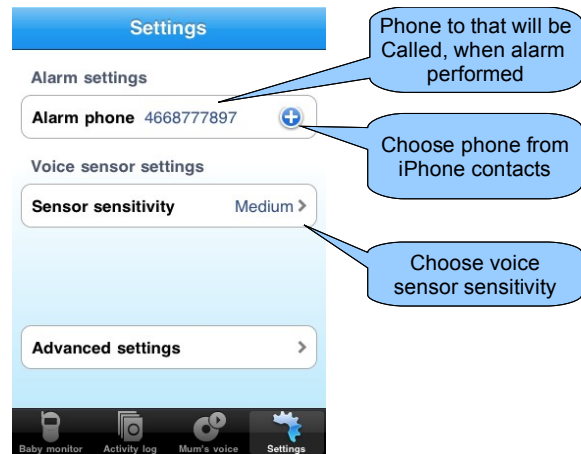 Settings
Phone to that will be
Called, when alarm
performed
Alarm settings
Alarm phone 4668777897
Choose phone from
iPhone contacts
Voice sensor settings
Sensor sensitivity Medium
Choose voice
sensor sensitivity
Advanced settings
Baby monitor Activity log Mum's voice Settings